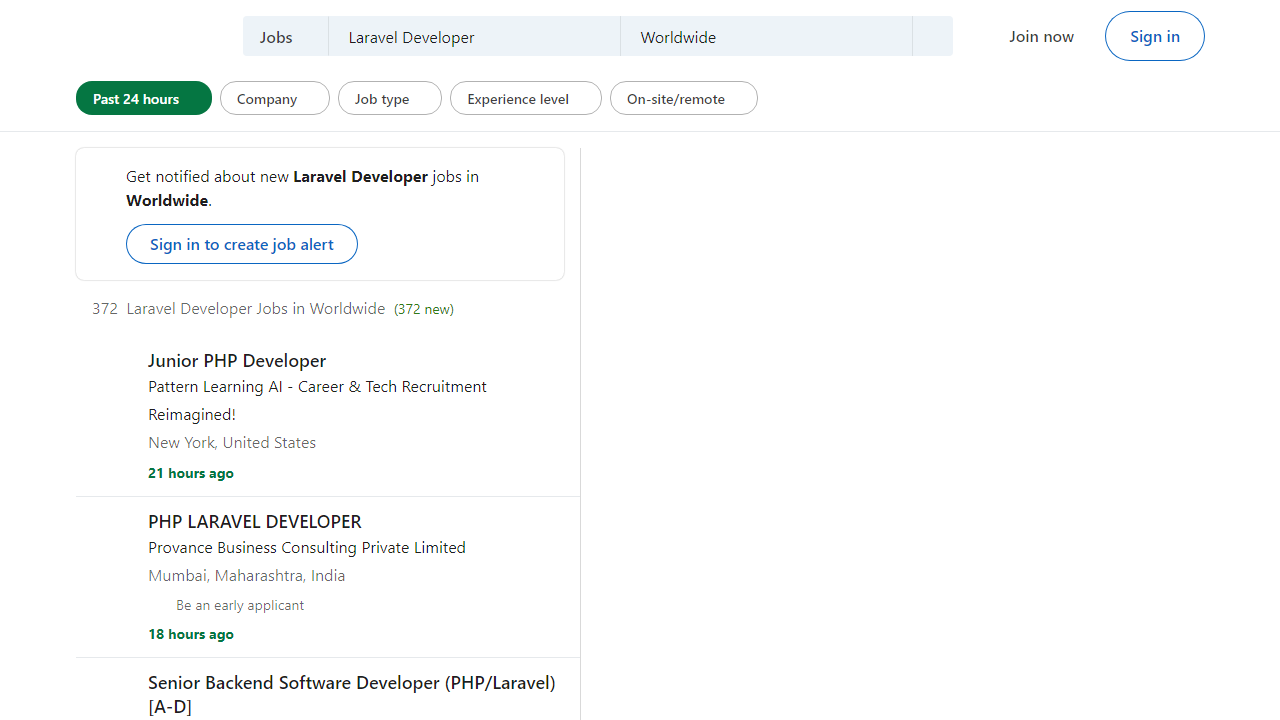 Jobs
Laravel Developer
Worldwide
Join now
Sign in
Past 24 hours
Company
Job type
Experience level
On-site/remote
Get notified about new Laravel Developer jobs in
Worldwide.
Sign in to create job alert
372 Laravel Developer Jobs in Worldwide (372 new)
Junior PHP Developer
Pattern Learning AI - Career & Tech Recruitment
Reimagined!
New York, United States
21 hours ago
PHP LARAVEL DEVELOPER
Provance Business Consulting Private Limited
Mumbai, Maharashtra, India
Be an early applicant
18 hours ago
Senior Backend Software Developer (PHP/Laravel)
[A-D]